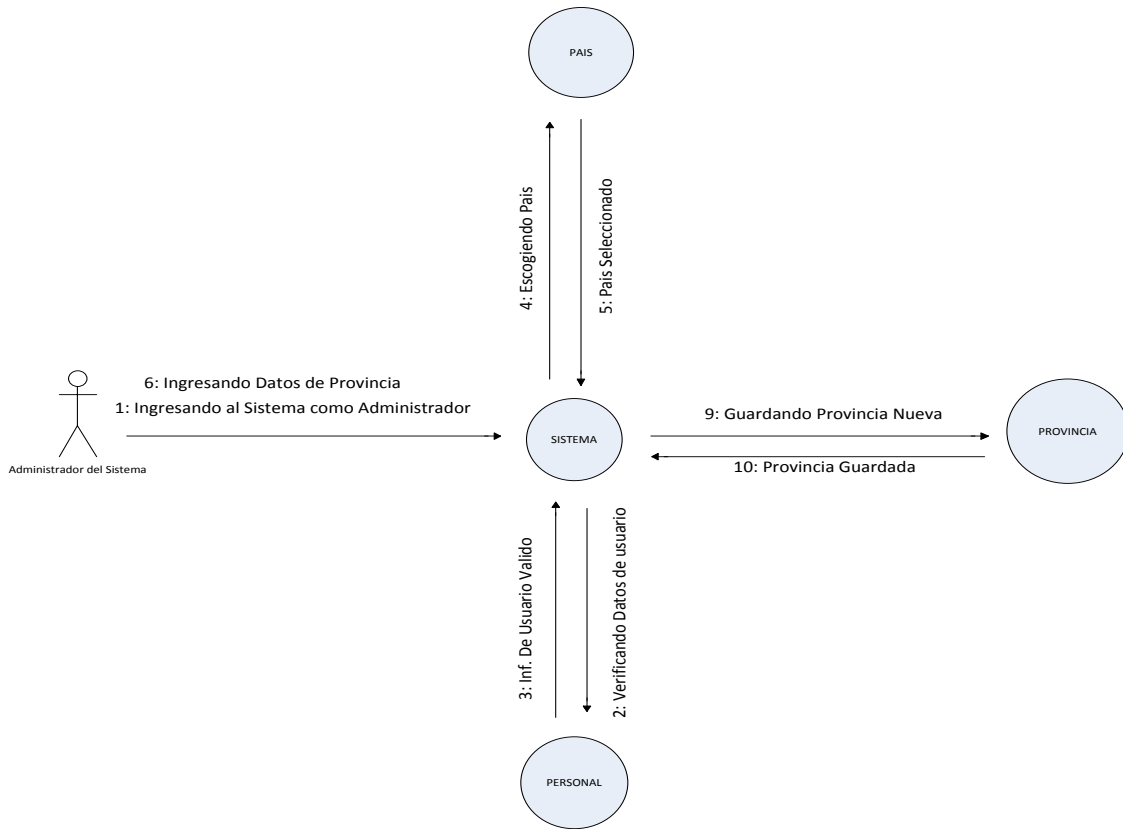 PAIS
4: Escogiendo Pais
5: Pais Seleccionado
6: Ingresando Datos de Provincia
1: Ingresando al Sistema como Administrador
Administrador del Sistema
SISTEMA
9: Guardando Provincia Nueva
10: Provincia Guardada
PROVINCIA
3: Inf. De Usuario Valido
2: Verificando Datos de usuario
PERSONAL